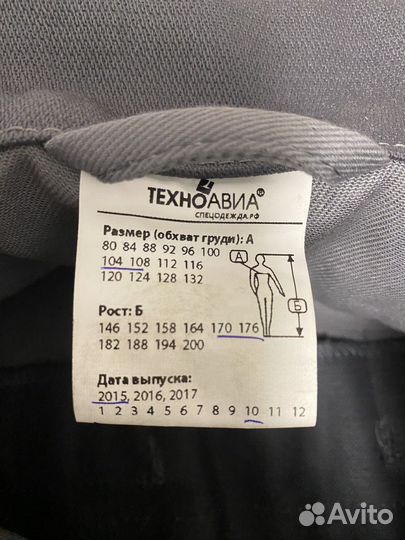 ТЕХНОАВИА®
СПЕЦОДЕЖДА.РФ
Размер (обхват груди): А
80 84 88 92 96 100
104 108 112 116
120 124 128 132
А
Рост: Б
146 152 158 164 170 176
182 188 194 200
Б
Дата выпуска:
2015, 2016, 2017
1 2 3 4 5 6 7 8 9 10 11 12
Avito